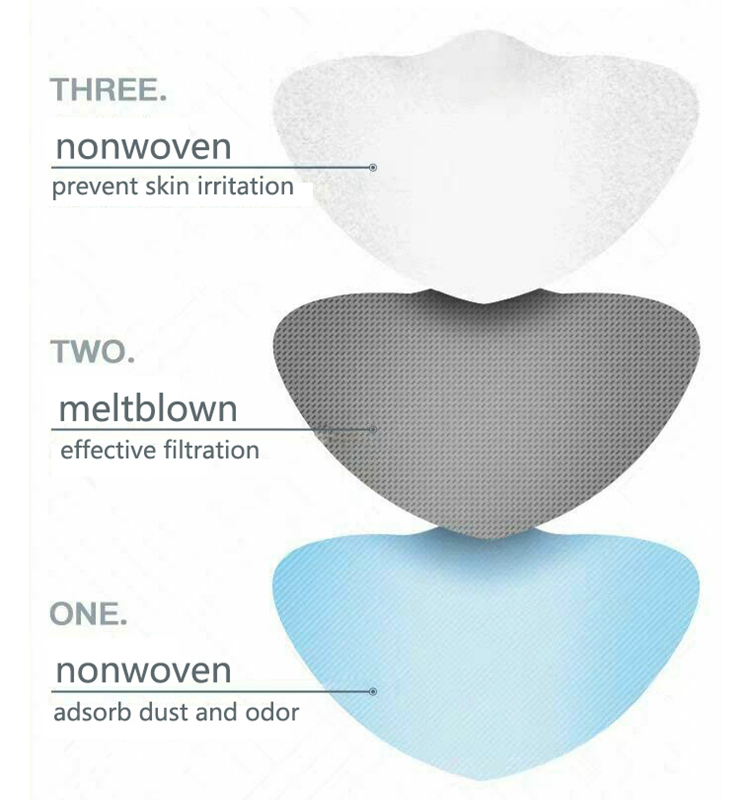 THREE.
nonwoven
prevent skin irritation
TWO.
meltblown
effective filtration
ONE.
nonwoven
adsorb dust and odor